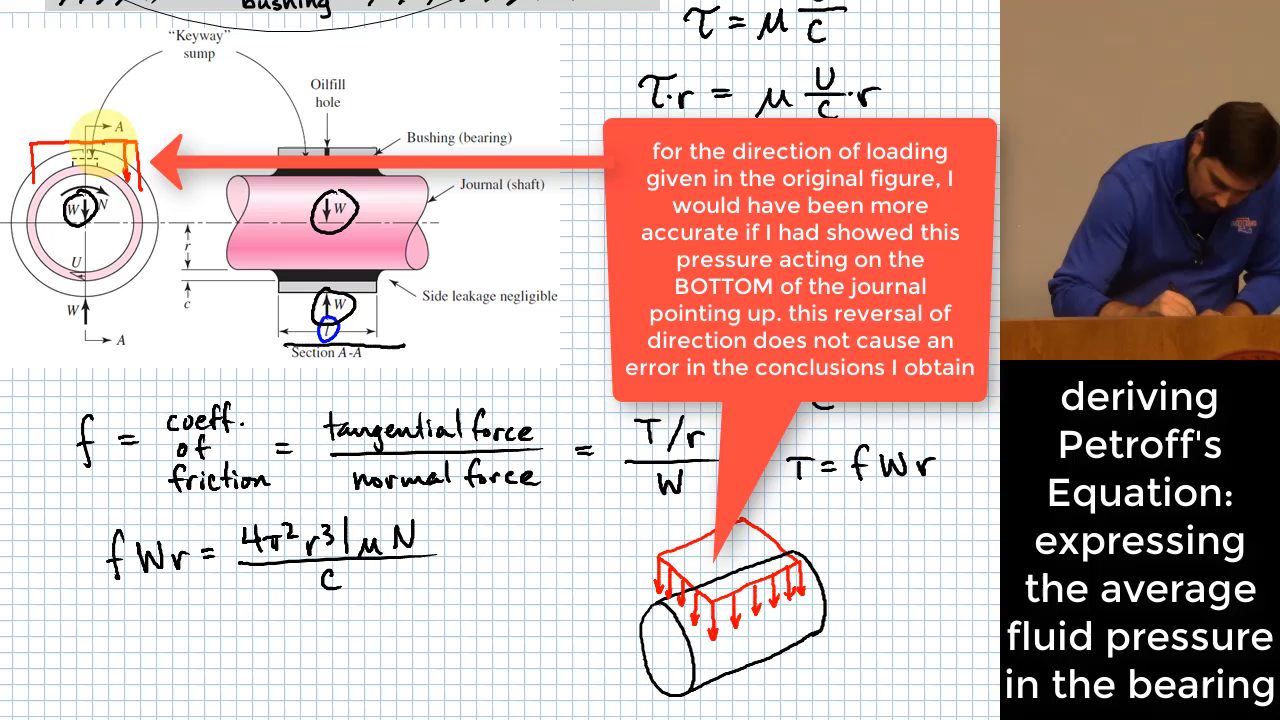 bushing
"Keyway"
sump
Oilfill
hole
A
Bushing (bearing)
Journal (shaft)
W
N
W
r
U
c
W
W
Side leakage negligible
l
A
Section A-A
τ = μ U/c
τ·r = μ U/c · r
for the direction of loading
given in the original figure, I
would have been more
accurate if I had showed this
pressure acting on the
BOTTOM of the journal
pointing up. this reversal of
direction does not cause an
error in the conclusions I obtain
f = coeff. of friction = tangential force / normal force = T/r / W
T = f W r
f W r = 4π² r³ l μ N / c
deriving
Petroff's
Equation:
expressing
the average
fluid pressure
in the bearing